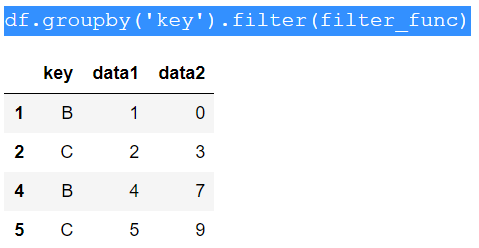 df.groupby('key').filter(filter_func)
key data1 data2
1 B 1 0
2 C 2 3
4 B 4 7
5 C 5 9